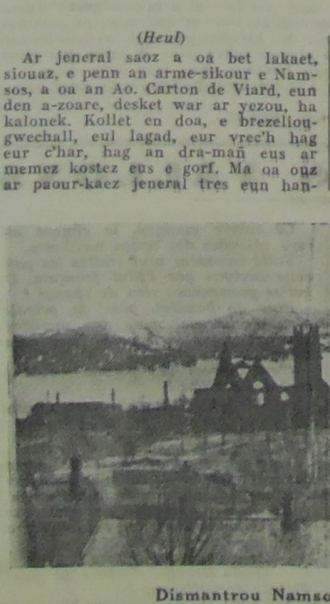 (Heul)
Ar jeneral saoz a oa bet lakaet,
siouaz, e penn an arme-sikour e Nam-
sos, a oa an Ao. Carton de Viard, eun
den a-zoare, desket war ar yezou, ha
kalonek. Kollet en doa, e brezeliou-
gwechall, eul lagad, eur vrec'h hag
eur c'har, hag an dra-mañ eus ar
memez kostez eus e gorf. Ma oa ouz
ar paour-kaez jeneral tres eun han-
Dismantrou Namso